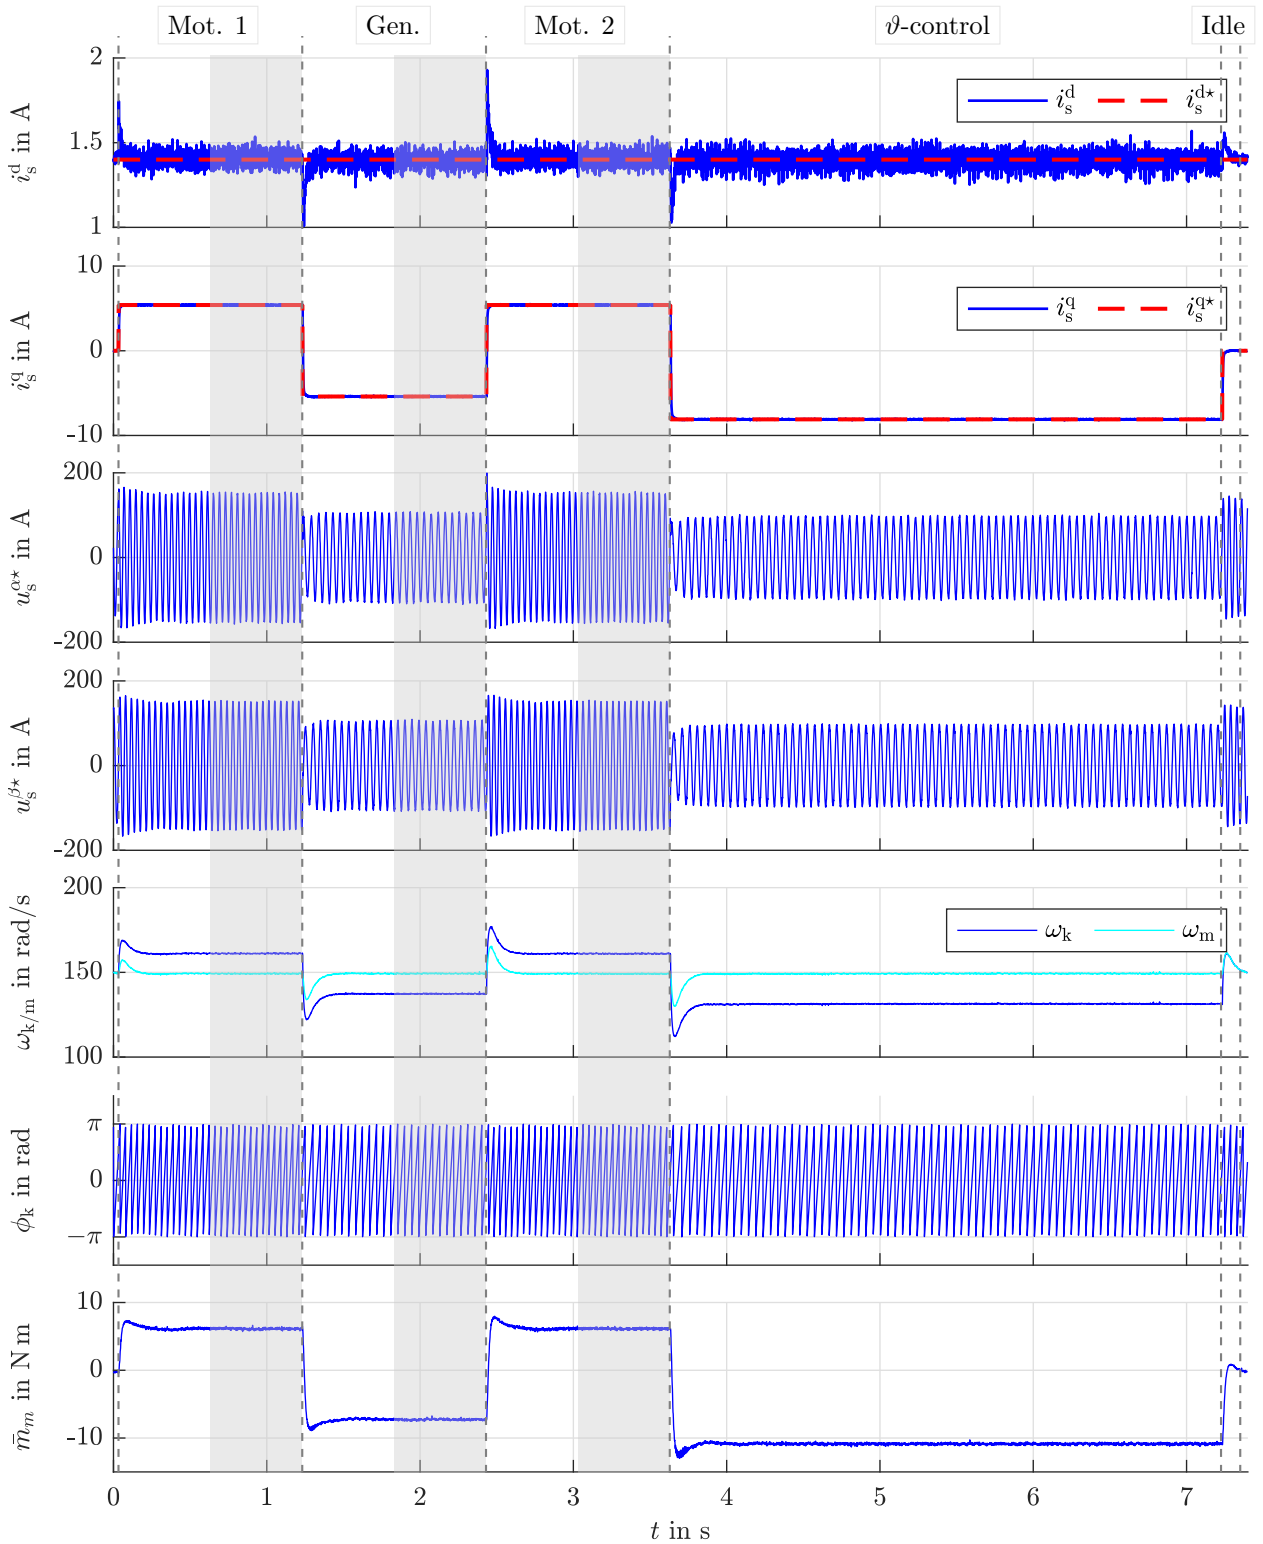 Mot. 1 Gen. Mot. 2 ϑ-control Idle
2
1.5
1
i_s^d in A
i_s^d i_s^{d⋆}
10
0
-10
i_s^q in A
i_s^q i_s^{q⋆}
200
0
-200
u_s^{α⋆} in A
200
0
-200
u_s^{β⋆} in A
200
150
100
ω_{k/m} in rad/s
ω_k ω_m
π
0
−π
ϕ_k in rad
10
0
-10
m̄_m in N m
0 1 2 3 4 5 6 7
t in s